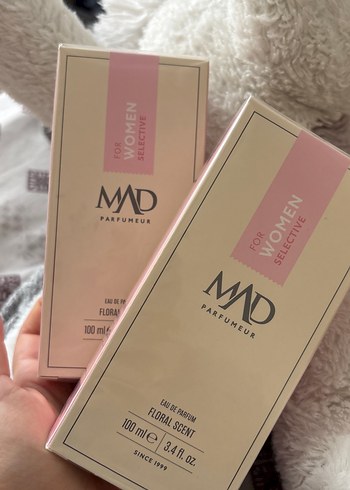 FOR
WOMEN
SELECTIVE
MAD
PARFUMEUR
EAU DE
FLORAL
100 ml
FOR
WOMEN
SELECTIVE
MAD
PARFUMEUR
EAU DE PARFUM
FLORAL SCENT
100 ml e 3.4 fl. oz.
SINCE 1999